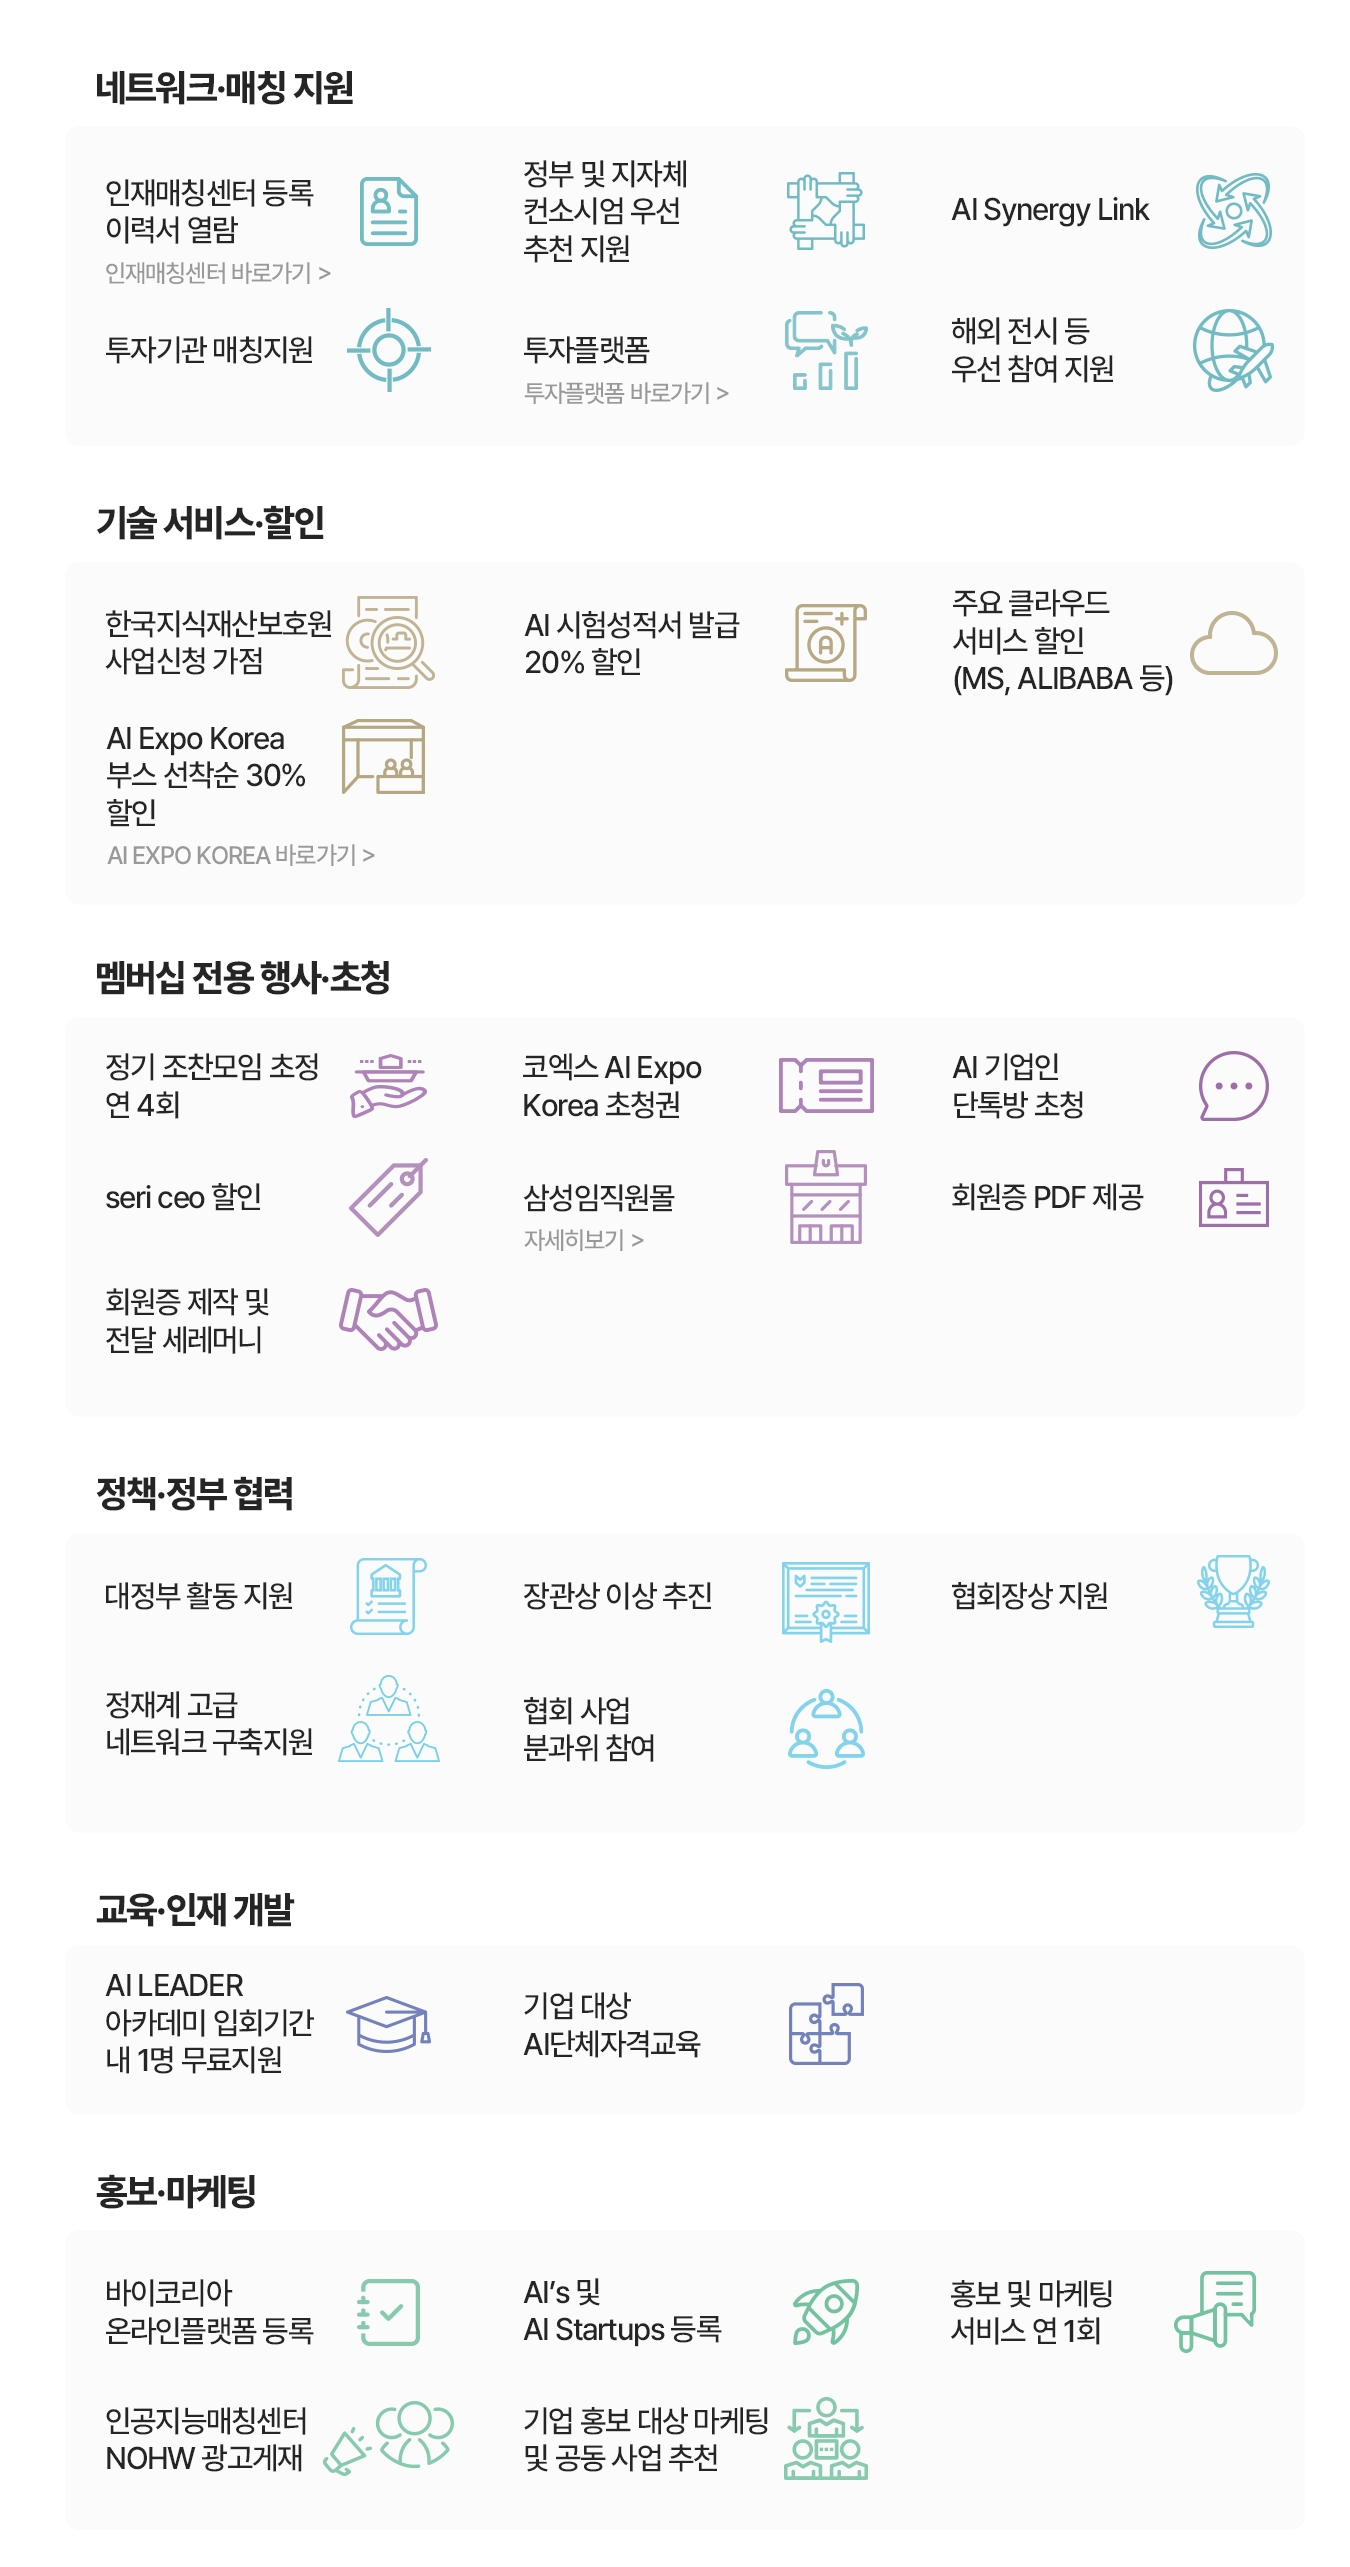 네트워크·매칭 지원
인재매칭센터 등록
이력서 열람
인재매칭센터 바로가기 >
정부 및 지자체
컨소시엄 우선
추천 지원
AI Synergy Link
투자기관 매칭지원
투자플랫폼
투자플랫폼 바로가기 >
해외 전시 등
우선 참여 지원
기술 서비스·할인
한국지식재산보호원
사업신청 가점
AI 시험성적서 발급
20% 할인
주요 클라우드
서비스 할인
(MS, ALIBABA 등)
AI Expo Korea
부스 선착순 30%
할인
AI EXPO KOREA 바로가기 >
멤버십 전용 행사·초청
정기 조찬모임 초정
연 4회
코엑스 AI Expo
Korea 초청권
AI 기업인
단톡방 초청
seri ceo 할인
삼성임직원몰
자세히보기 >
회원증 PDF 제공
회원증 제작 및
전달 세레머니
정책·정부 협력
대정부 활동 지원
장관상 이상 추진
협회장상 지원
정재계 고급
네트워크 구축지원
협회 사업
분과위 참여
교육·인재 개발
AI LEADER
아카데미 입회기간
내 1명 무료지원
기업 대상
AI단체자격교육
홍보·마케팅
바이코리아
온라인플랫폼 등록
AI’s 및
AI Startups 등록
홍보 및 마케팅
서비스 연 1회
인공지능매칭센터
NOHW 광고게재
기업 홍보 대상 마케팅
및 공동 사업 추천